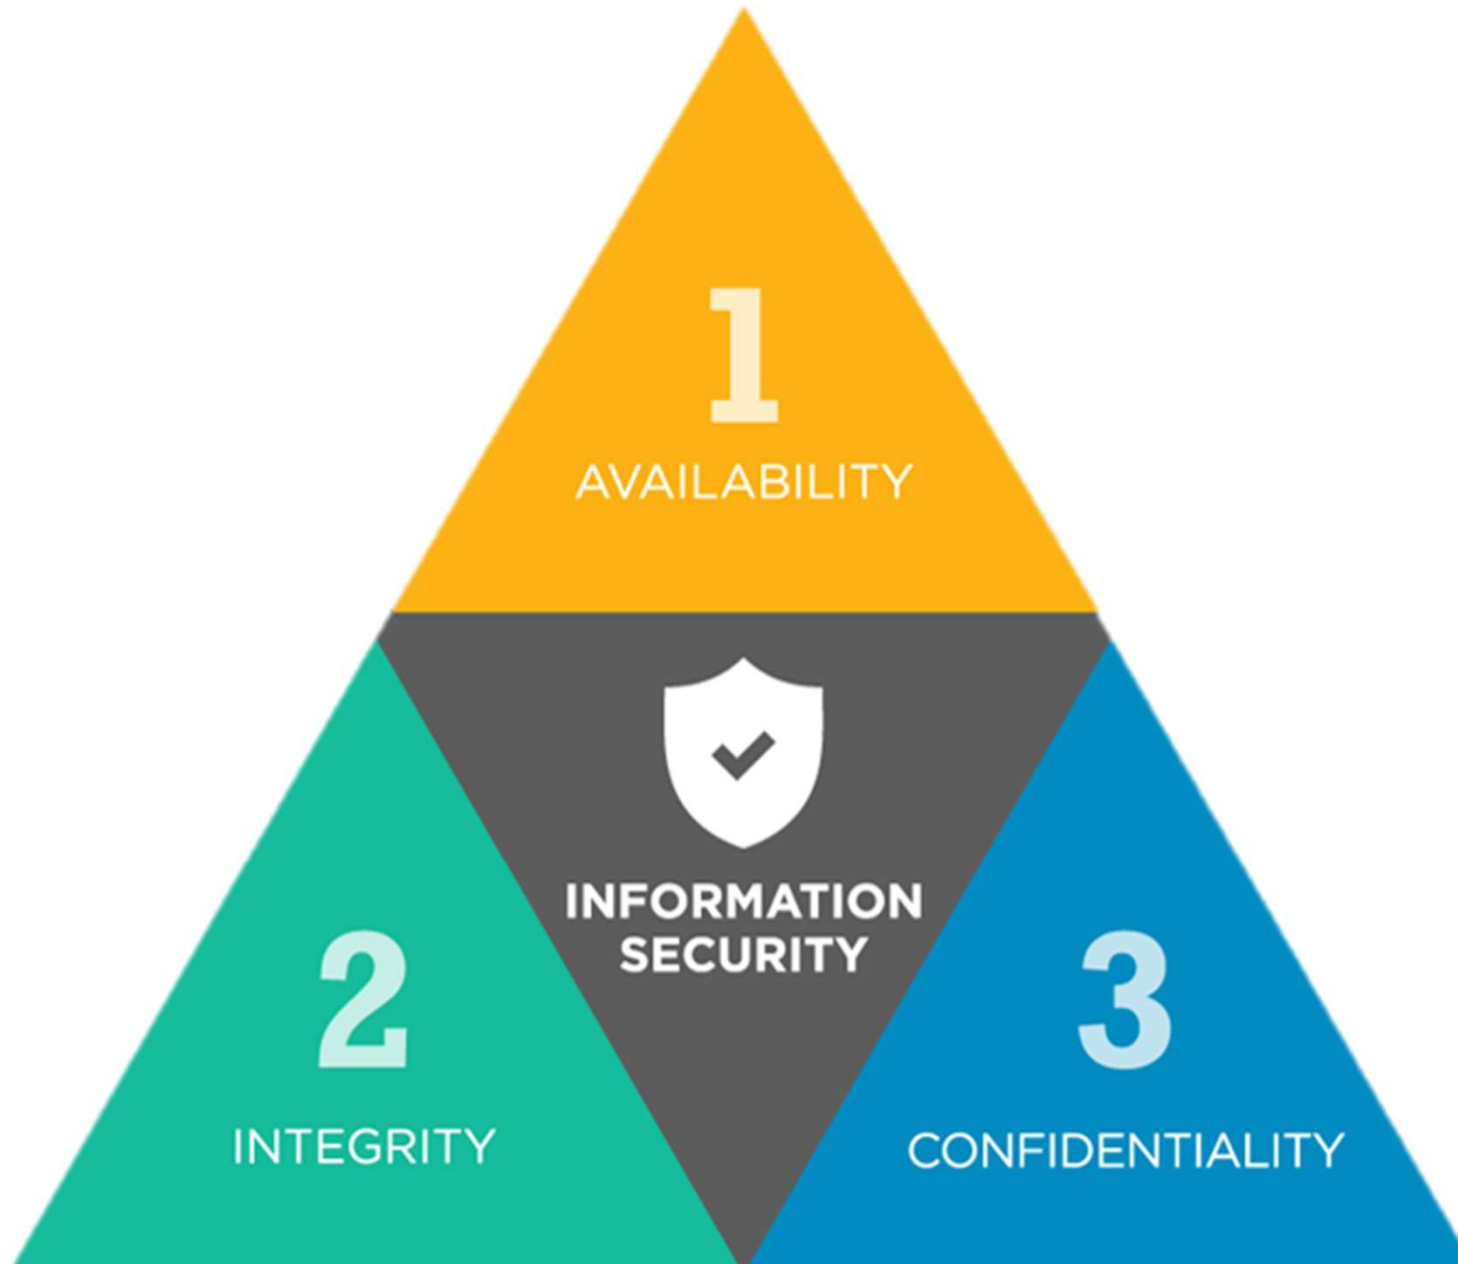 1
AVAILABILITY
INFORMATION
SECURITY
2
INTEGRITY
3
CONFIDENTIALITY